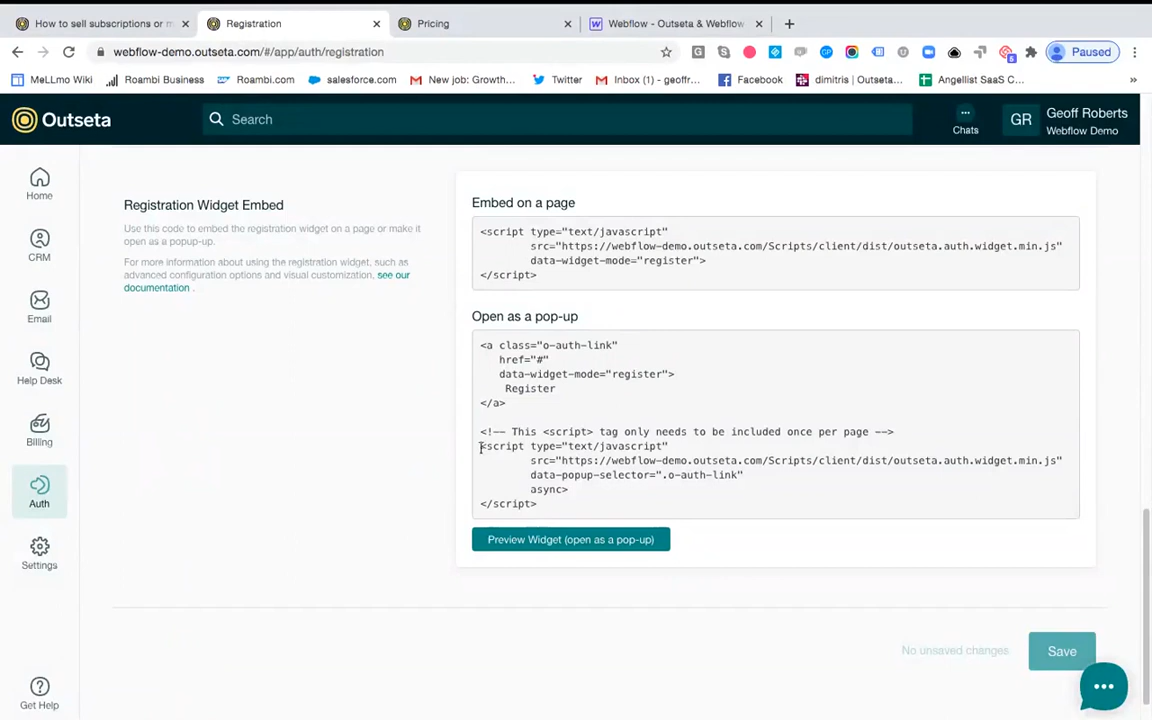 How to sell subscriptions or m
Registration
Pricing
Webflow - Outseta & Webflow
webflow-demo.outseta.com/#/app/auth/registration
Paused
MeLLmo Wiki
Roambi Business
Roambi.com
salesforce.com
New job: Growth...
Twitter
Inbox (1) - geoffr...
Facebook
dimitris | Outseta...
Angellist SaaS C...
Outseta
Search
Chats
GR
Geoff Roberts
Webflow Demo
Home
CRM
Email
Help Desk
Billing
Auth
Settings
Get Help
Registration Widget Embed
Use this code to embed the registration widget on a page or make it
open as a popup-up.
For more information about using the registration widget, such as
advanced configuration options and visual customization, see our
documentation .
Embed on a page
<script type="text/javascript"
src="https://webflow-demo.outseta.com/Scripts/client/dist/outseta.auth.widget.min.js"
data-widget-mode="register">
</script>
Open as a pop-up
<a class="o-auth-link"
href="#"
data-widget-mode="register">
Register
</a>
<!-- This <script> tag only needs to be included once per page -->
<script type="text/javascript"
src="https://webflow-demo.outseta.com/Scripts/client/dist/outseta.auth.widget.min.js"
data-popup-selector=".o-auth-link"
async>
</script>
Preview Widget (open as a pop-up)
No unsaved changes
Save